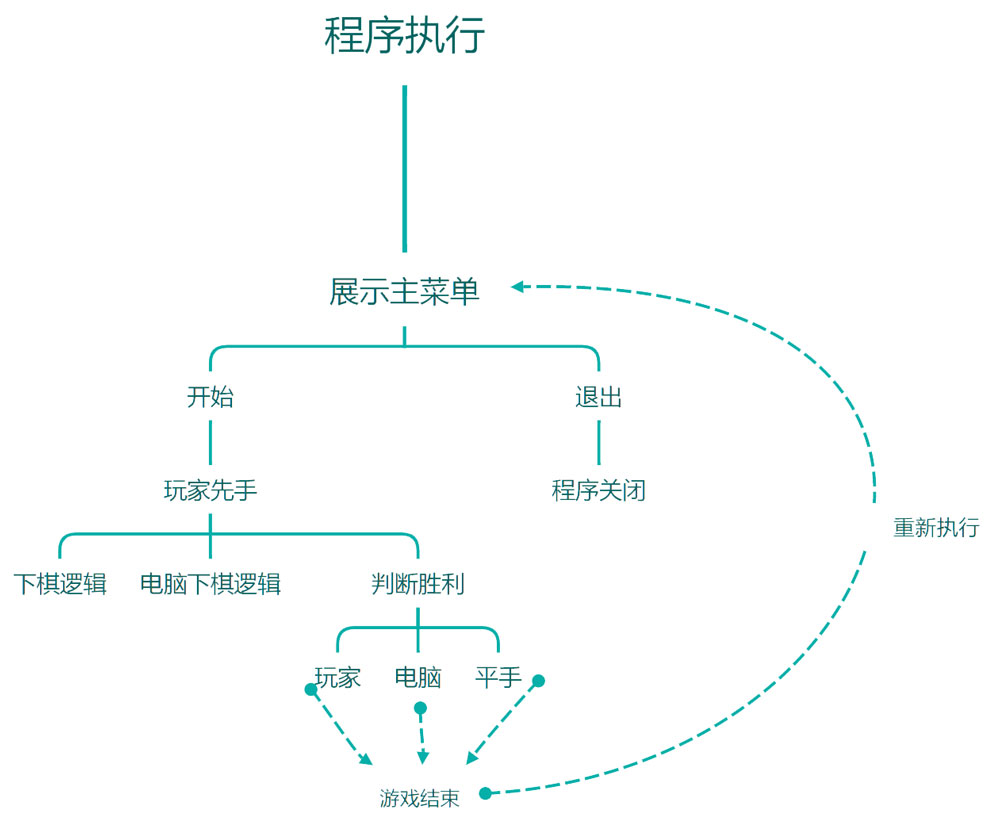 程序执行
展示主菜单
开始
退出
玩家先手
程序关闭
重新执行
下棋逻辑
电脑下棋逻辑
判断胜利
玩家
电脑
平手
游戏结束